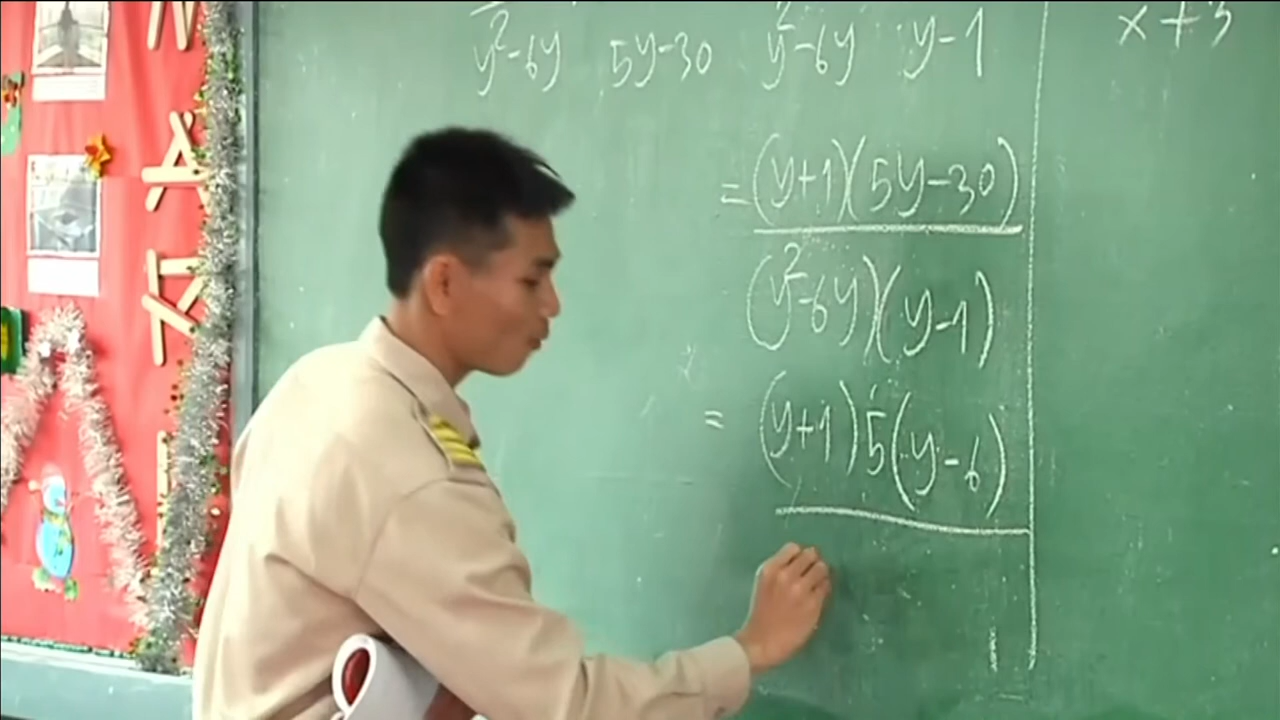 y²-6y 5y-30 y²-6y y-1
x+3
=(y+1)(5y-30)
(y²-6y)(y-1)
= (y+1)5(y-6)